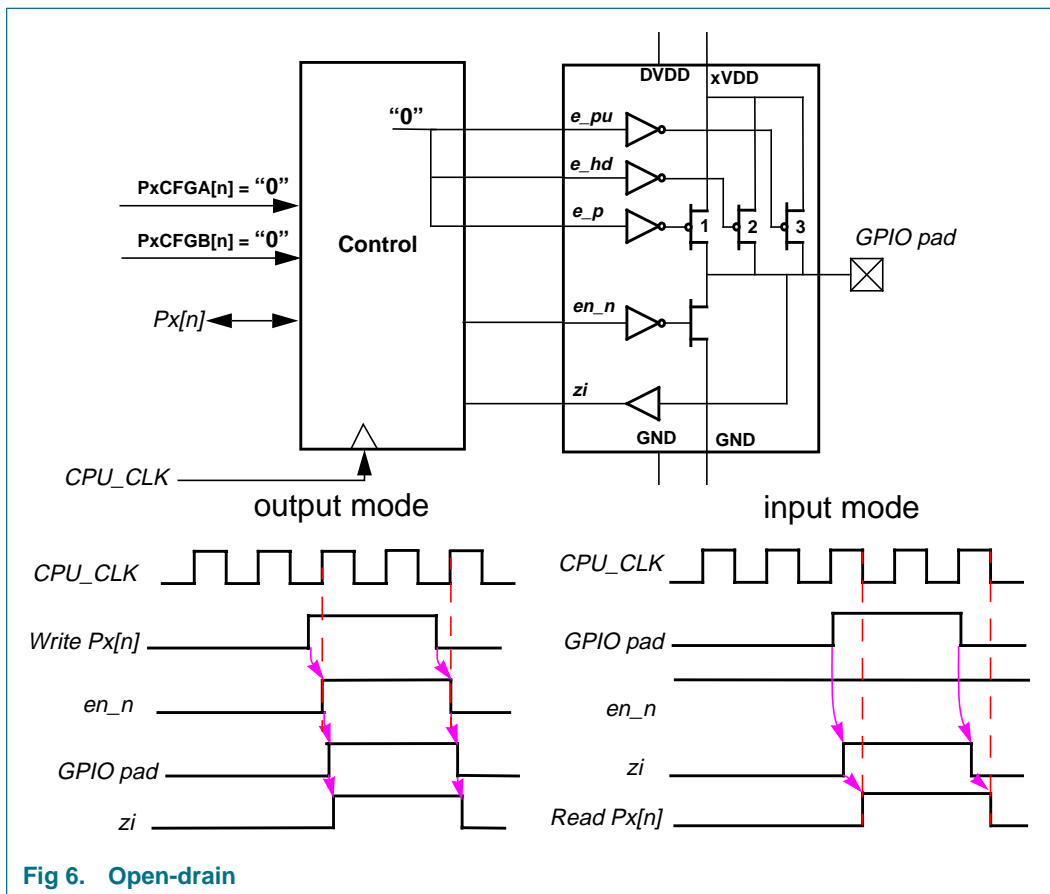 DVDD xVDD
“0” e_pu
e_hd
PxCFGA[n] = “0”
e_p 1 2 3
Control GPIO pad
PxCFGB[n] = “0”
en_n
Px[n]
zi
GND GND
CPU_CLK
output mode
CPU_CLK
Write Px[n]
en_n
GPIO pad
zi
input mode
CPU_CLK
GPIO pad
en_n
zi
Read Px[n]
Fig 6. Open-drain